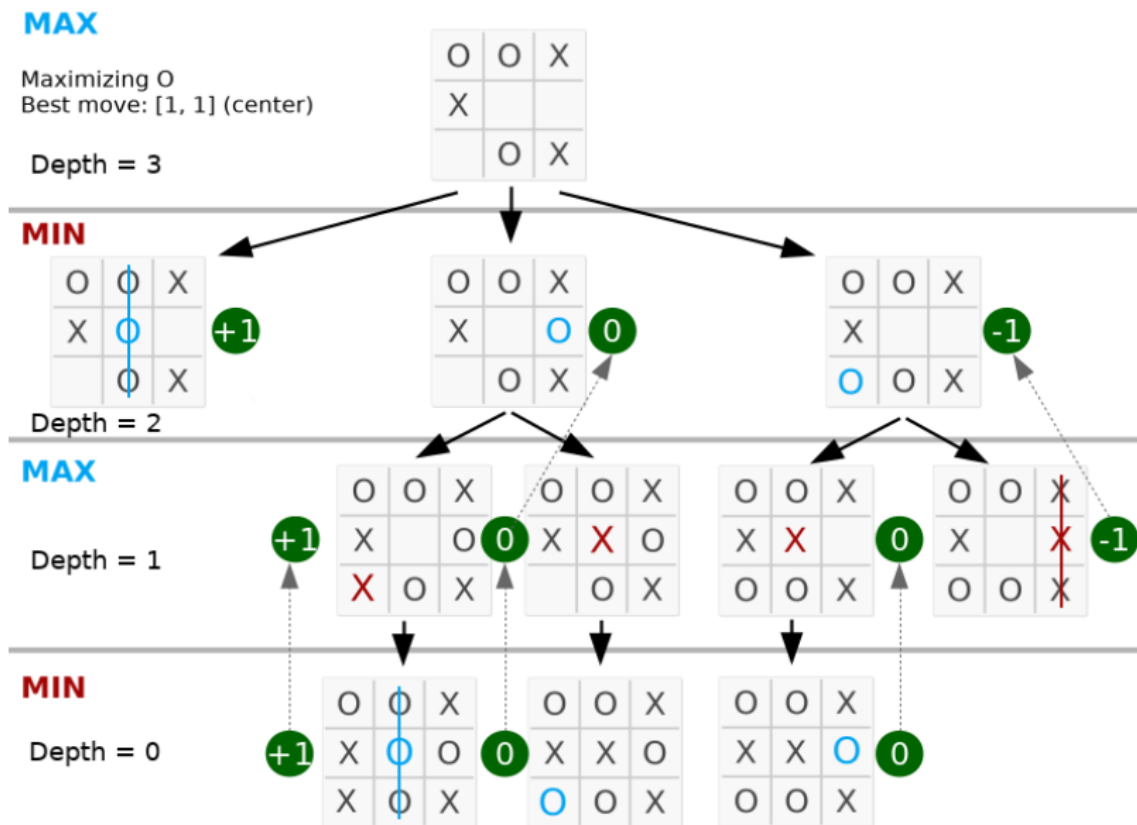 MAX
Maximizing O
Best move: [1, 1] (center)
Depth = 3
O O X
X
O X
MIN
O O X
X O
O X
+1
O O X
X O
O X
0
O O X
X
O O X
-1
Depth = 2
MAX
Depth = 1
+1
O O X
X O
X O X
0
O O X
X X O
O X
O O X
X X
O O X
0
O O X
X X
O O X
-1
MIN
Depth = 0
+1
O O X
X O O
X O X
0
O O X
X X O
O O X
O O X
X X O
O O X
0